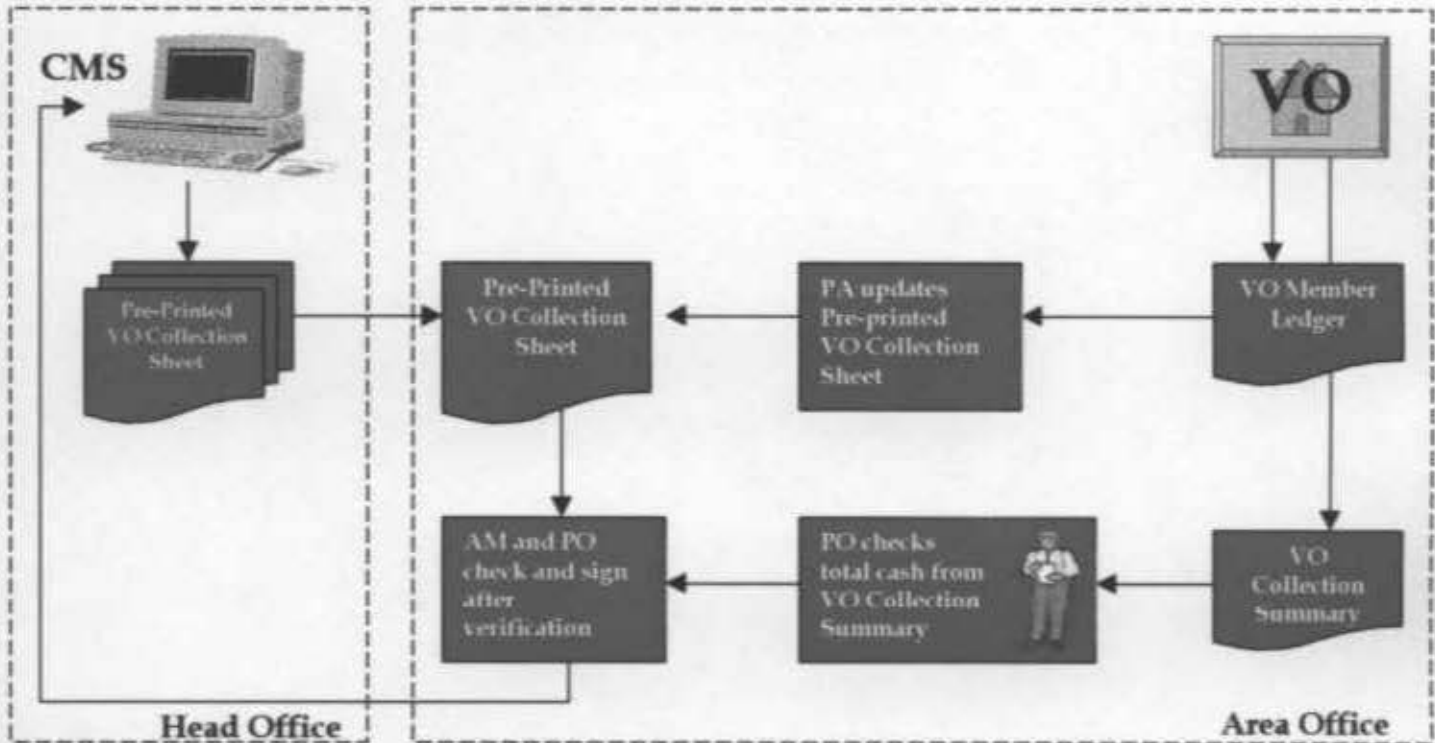 CMS
VO
Pre-Printed
VO Collection
Sheet
Pre-Printed
VO Collection
Sheet
PA updates
Pre-printed
VO Collection
Sheet
VO Member
Ledger
AM and PO
check and sign
after
verification
PO checks
total cash from
VO Collection
Summary
VO
Collection
Summary
Head Office
Area Office